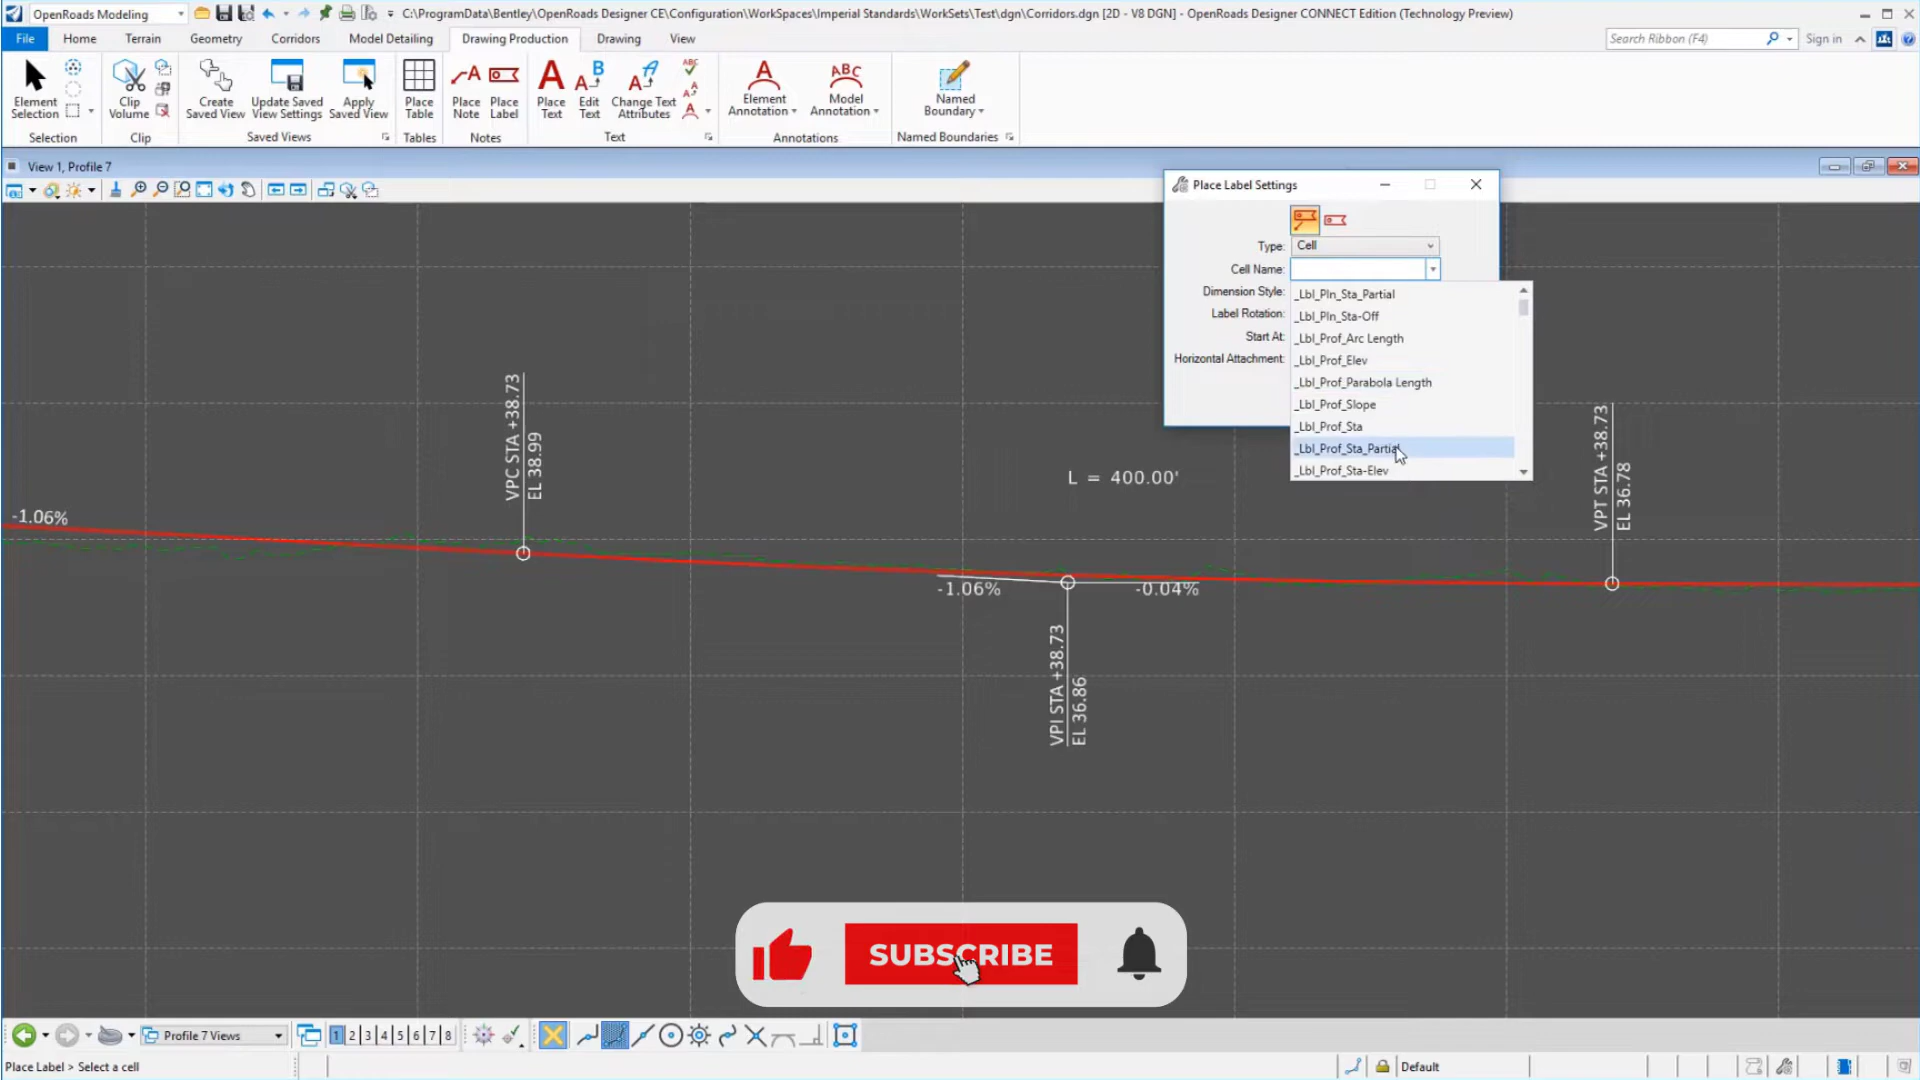 OpenRoads Modeling
C:\ProgramData\Bentley\OpenRoads Designer CE\Configuration\WorkSpaces\Imperial Standards\WorkSets\Test\dgn\Corridors.dgn [2D - V8 DGN] - OpenRoads Designer CONNECT Edition (Technology Preview)
File Home Terrain Geometry Corridors Model Detailing Drawing Production Drawing View
Search Ribbon (F4)
Sign in
Element Selection
Clip Volume
Create Saved View
Update Saved View Settings
Apply Saved View
Place Table
Place Note
Place Label
Place Text
Edit Text
Change Text Attributes
Element Annotation
Model Annotation
Named Boundary
Selection Clip Saved Views Tables Notes Text Annotations Named Boundaries
View 1, Profile 7
Place Label Settings
Type: Cell
Cell Name:
Dimension Style:
Label Rotation:
Start At:
Horizontal Attachment:
_Lbl_Pln_Sta_Partial
_Lbl_Pln_Sta-Off
_Lbl_Prof_Arc Length
_Lbl_Prof_Elev
_Lbl_Prof_Parabola Length
_Lbl_Prof_Slope
_Lbl_Prof_Sta
_Lbl_Prof_Sta_Partial
_Lbl_Prof_Sta-Elev
-1.06%
VPC STA +38.73
EL 38.99
L = 400.00'
VPT STA +38.73
EL 36.78
-1.06%
-0.04%
VPI STA +38.73
EL 36.86
SUBSCRIBE
Profile 7 Views
1 2 3 4 5 6 7 8
Place Label > Select a cell
Default